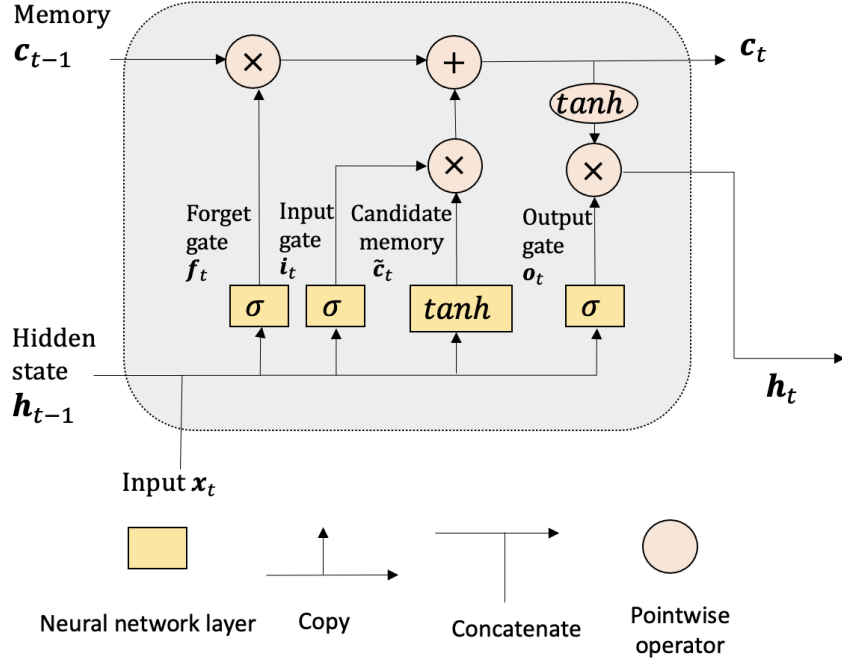 Memory
c_{t−1}
×
+
c_t
tanh
×
×
Forget
gate
f_t
Input
gate
i_t
Candidate
memory
c̃_t
Output
gate
o_t
σ
σ
tanh
σ
Hidden
state
h_{t−1}
h_t
Input x_t
Neural network layer
Copy
Concatenate
Pointwise
operator